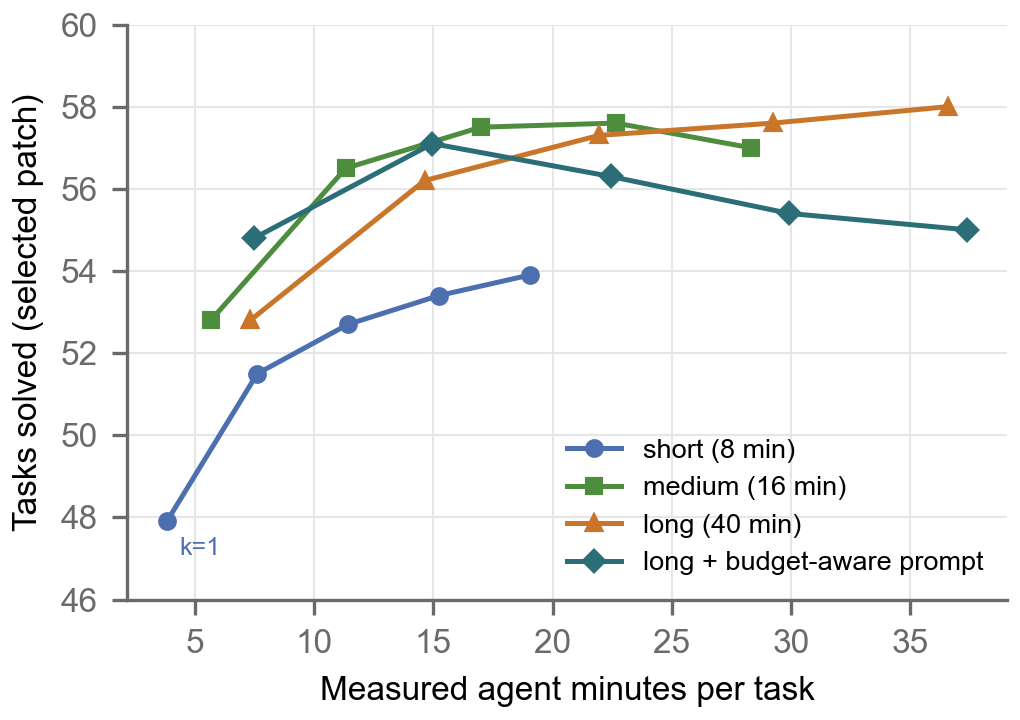 60
58
56
54
52
50
48
46
Tasks solved (selected patch)
k=1
short (8 min)
medium (16 min)
long (40 min)
long + budget-aware prompt
5 10 15 20 25 30 35
Measured agent minutes per task